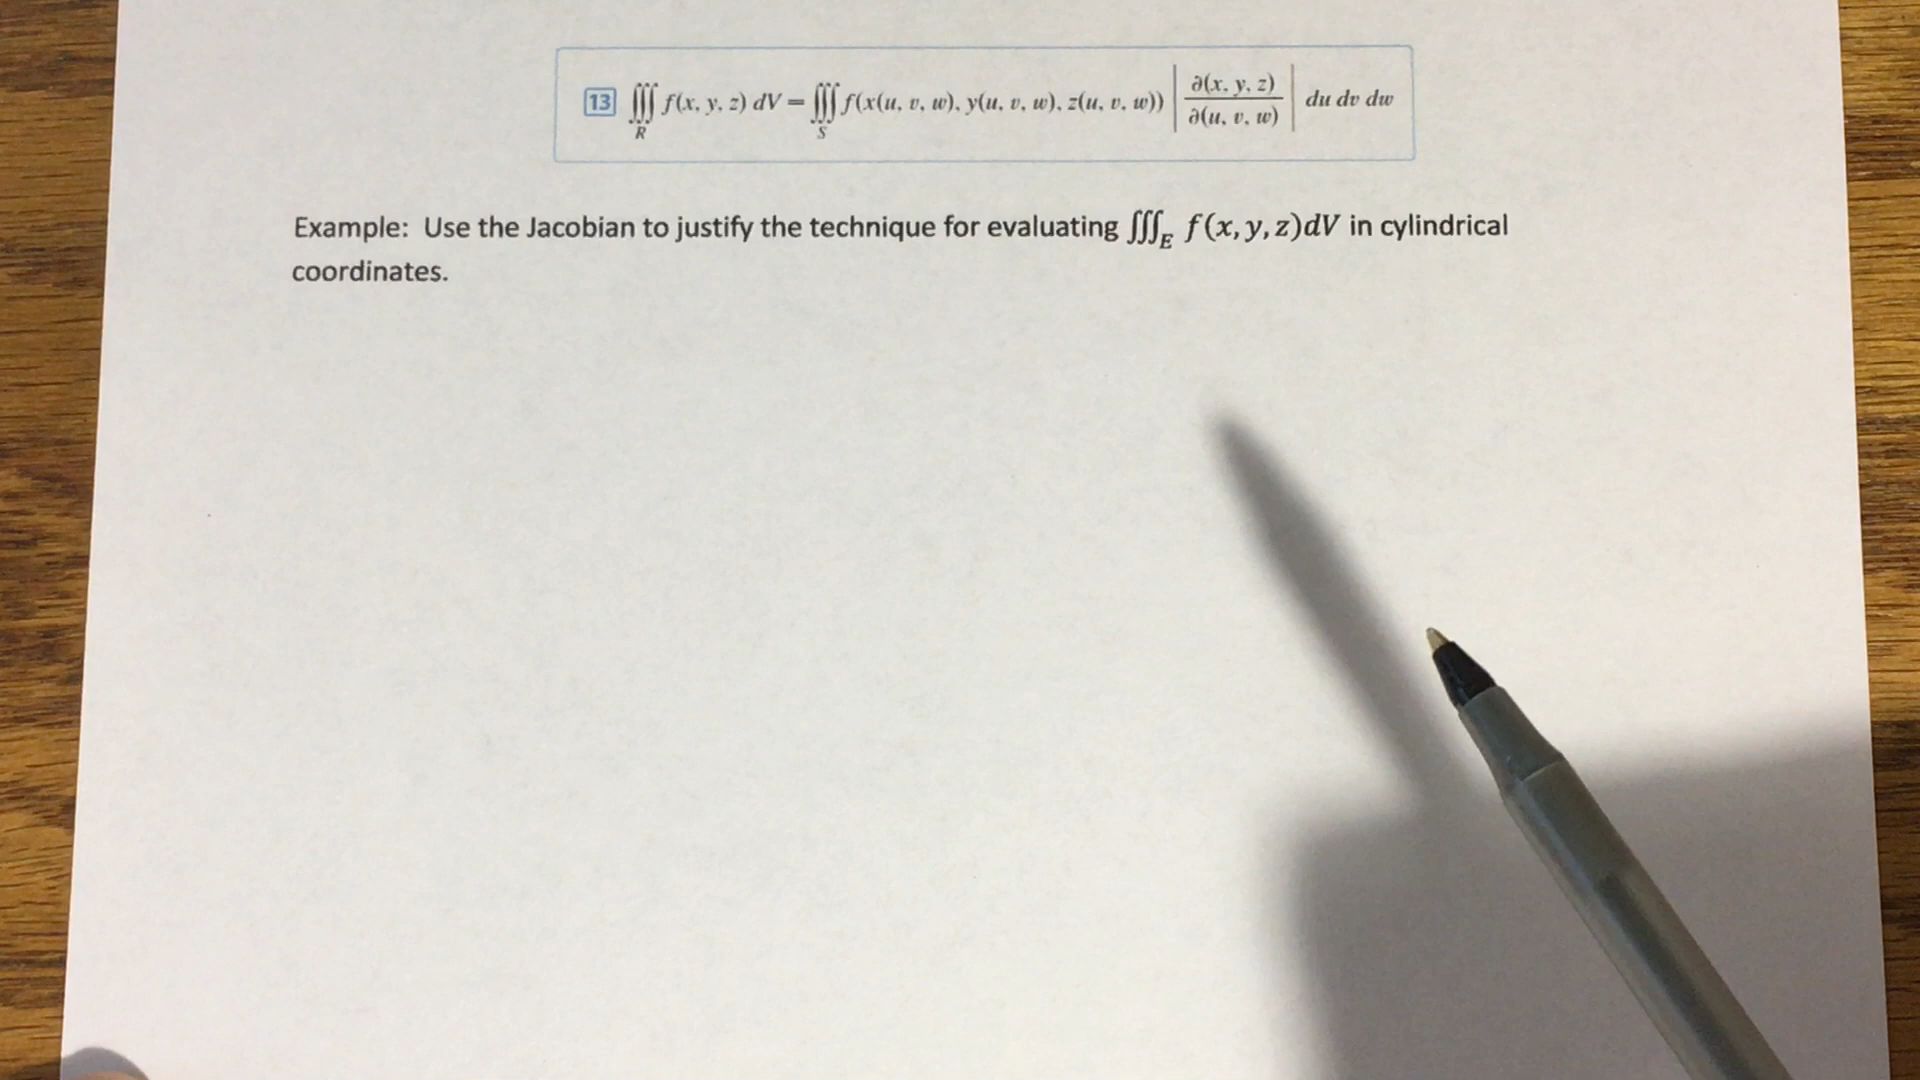 13 ∭_R f(x, y, z) dV = ∭_S f(x(u, v, w), y(u, v, w), z(u, v, w)) |∂(x, y, z)/∂(u, v, w)| du dv dw
Example: Use the Jacobian to justify the technique for evaluating ∭_E f(x, y, z)dV in cylindrical
coordinates.